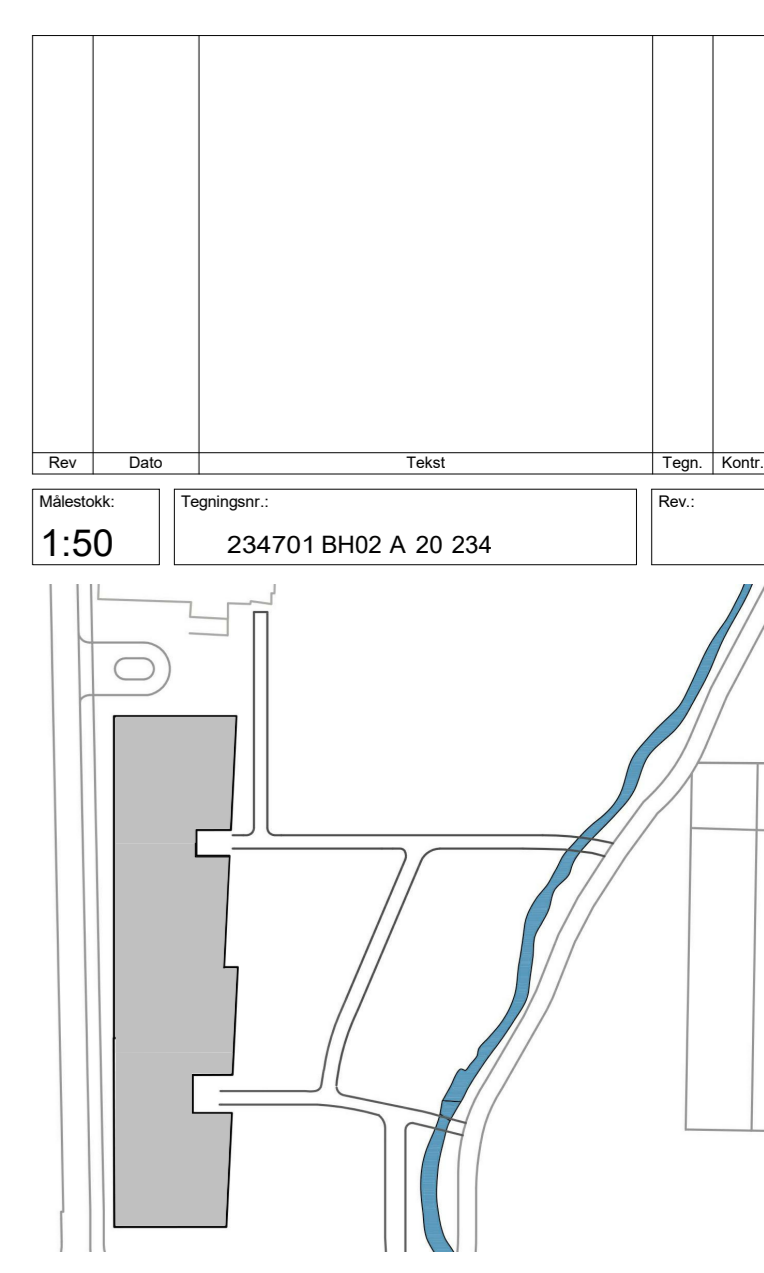 Rev Dato Tekst Tegn. Kontr.
Målestokk: Tegningsnr.: Rev.:
1:50 234701 BH02 A 20 234